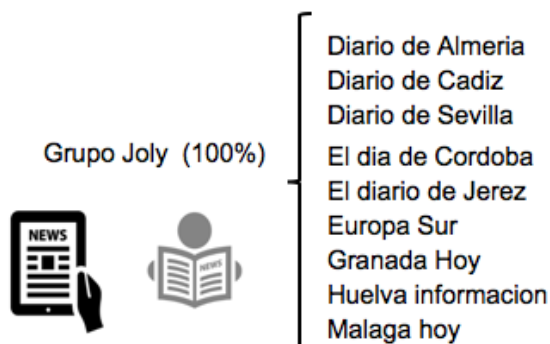 Grupo Joly (100%)
NEWS
NEWS
Diario de Almeria
Diario de Cadiz
Diario de Sevilla
El dia de Cordoba
El diario de Jerez
Europa Sur
Granada Hoy
Huelva informacion
Malaga hoy